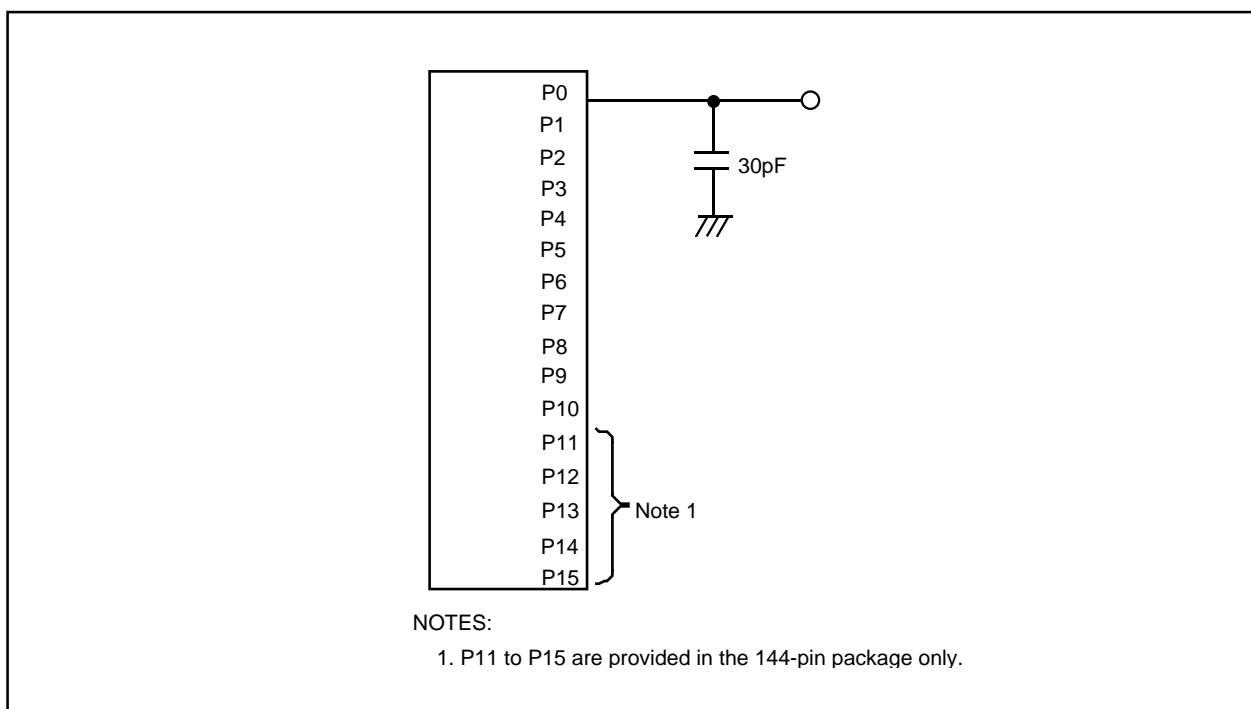 P0
P1
P2
30pF
P3
P4
P5
P6
P7
P8
P9
P10
P11
P12
P13
Note 1
P14
P15
NOTES:
1. P11 to P15 are provided in the 144-pin package only.